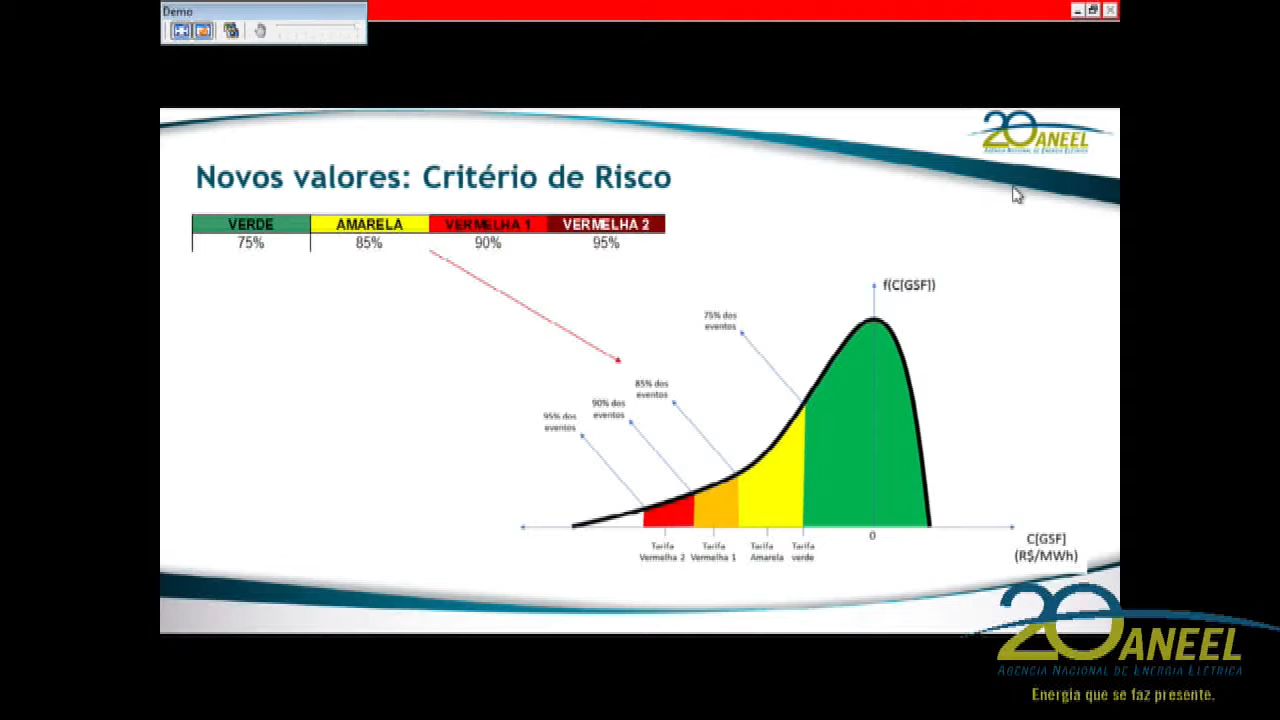 Demo
20 ANEEL
AGÊNCIA NACIONAL DE ENERGIA ELÉTRICA
Novos valores: Critério de Risco
VERDE AMARELA VERMELHA 1 VERMELHA 2
75% 85% 90% 95%
f(C[GSF])
75% dos
eventos
85% dos
eventos
90% dos
eventos
95% dos
eventos
0
Tarifa Tarifa Tarifa Tarifa
Vermelha 2 Vermelha 1 Amarela verde
C[GSF]
(R$/MWh)
20 ANEEL
AGÊNCIA NACIONAL DE ENERGIA ELÉTRICA
Energia que se faz presente.